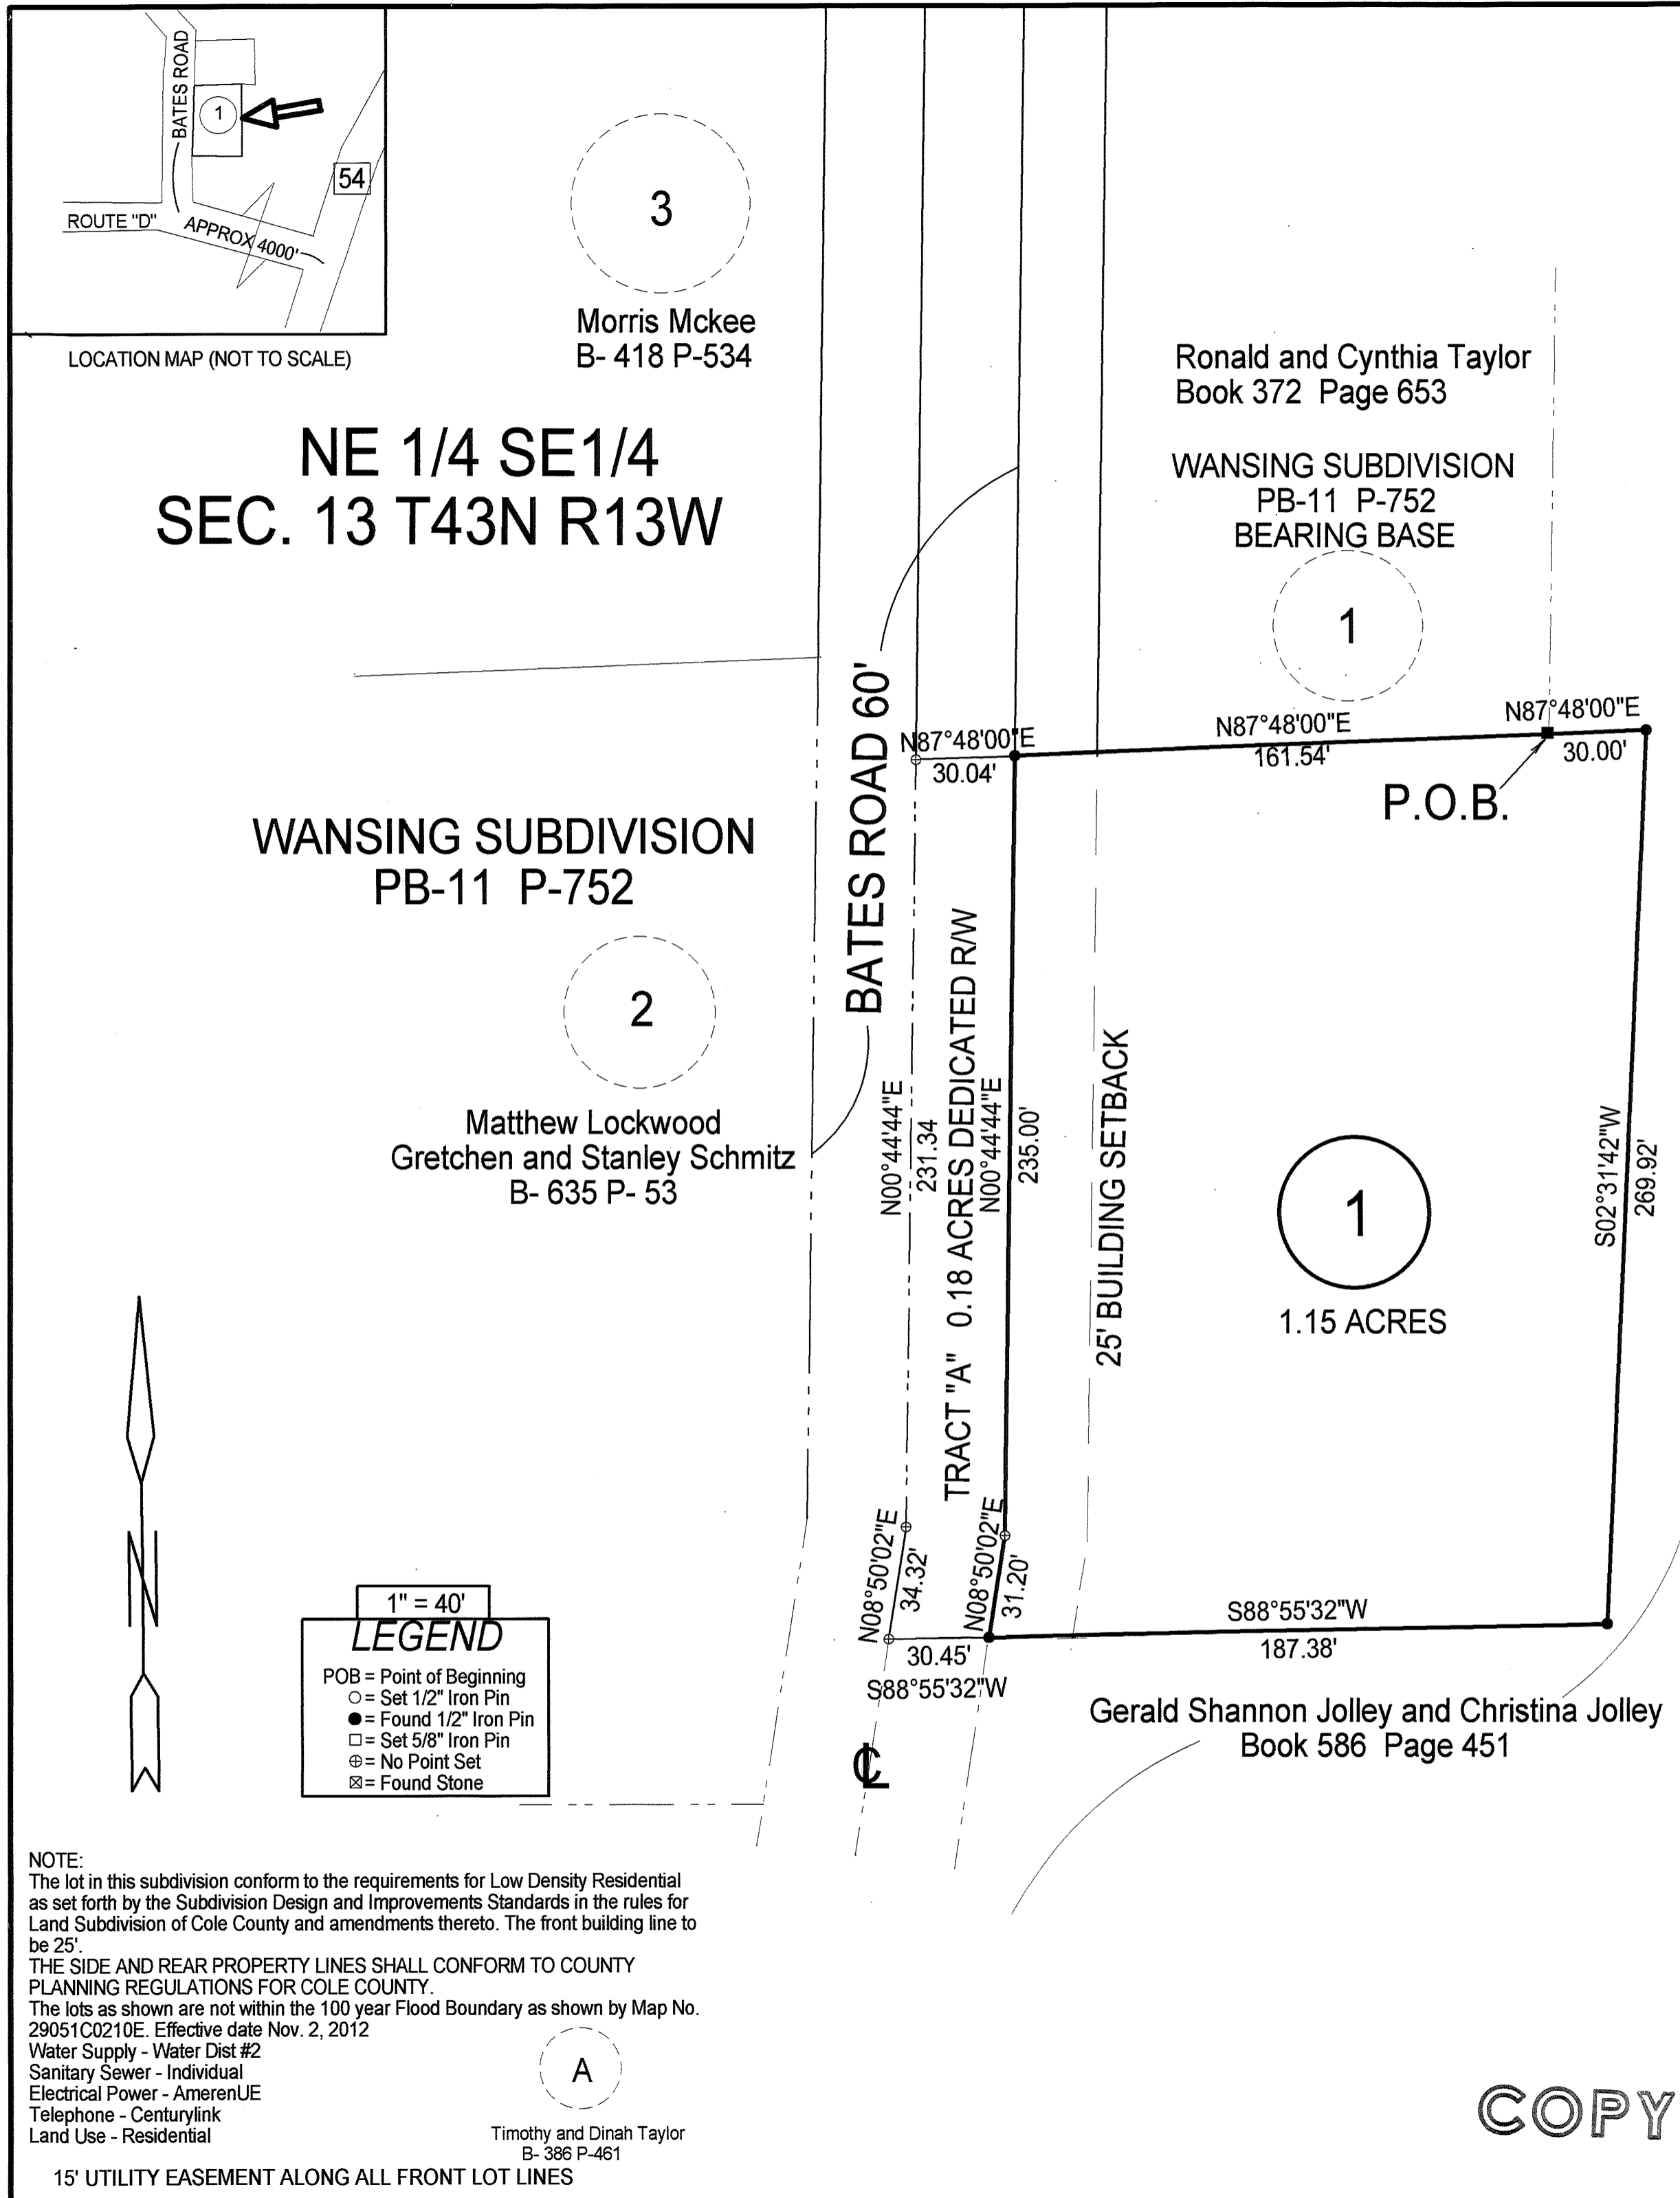 BATES ROAD
1
54
ROUTE "D"
APPROX 4000'
LOCATION MAP (NOT TO SCALE)
3
Morris Mckee
B- 418 P-534
NE 1/4 SE1/4
SEC. 13 T43N R13W
Ronald and Cynthia Taylor
Book 372 Page 653
WANSING SUBDIVISION
PB-11 P-752
BEARING BASE
1
BATES ROAD 60'
N87°48'00"E
30.04'
N87°48'00"E
161.54'
N87°48'00"E
30.00'
P.O.B.
WANSING SUBDIVISION
PB-11 P-752
2
Matthew Lockwood
Gretchen and Stanley Schmitz
B- 635 P- 53
N00°44'44"E
231.34
TRACT "A" 0.18 ACRES DEDICATED R/W
N00°44'44"E
235.00'
25' BUILDING SETBACK
1
1.15 ACRES
S02°31'42"W
269.92'
N08°50'02"E
34.32'
N08°50'02"E
31.20'
30.45'
S88°55'32"W
S88°55'32"W
187.38'
Gerald Shannon Jolley and Christina Jolley
Book 586 Page 451
CL
N
1" = 40'
LEGEND
POB = Point of Beginning
= Set 1/2" Iron Pin
= Found 1/2" Iron Pin
= Set 5/8" Iron Pin
= No Point Set
= Found Stone
NOTE:
The lot in this subdivision conform to the requirements for Low Density Residential
as set forth by the Subdivision Design and Improvements Standards in the rules for
Land Subdivision of Cole County and amendments thereto. The front building line to
be 25'.
THE SIDE AND REAR PROPERTY LINES SHALL CONFORM TO COUNTY
PLANNING REGULATIONS FOR COLE COUNTY.
The lots as shown are not within the 100 year Flood Boundary as shown by Map No.
29051C0210E. Effective date Nov. 2, 2012
Water Supply - Water Dist #2
Sanitary Sewer - Individual
Electrical Power - AmerenUE
Telephone - Centurylink
Land Use - Residential
A
Timothy and Dinah Taylor
B- 386 P-461
15' UTILITY EASEMENT ALONG ALL FRONT LOT LINES
COPY